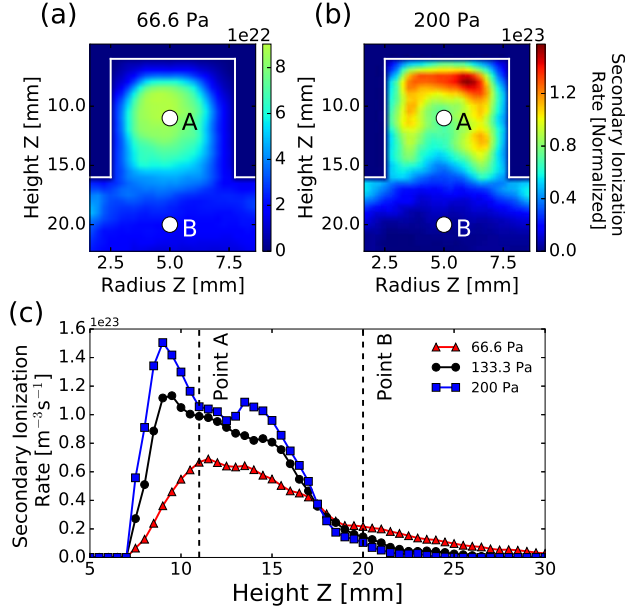 (a) 66.6 Pa
1e22
Height Z [mm]
10.0
15.0
20.0
A
B
2.5 5.0 7.5
Radius Z [mm]
8
6
4
2
0
(b) 200 Pa
1e23
Height Z [mm]
10.0
15.0
20.0
A
B
2.5 5.0 7.5
Radius Z [mm]
1.2
0.8
0.4
0.0
Secondary Ionization
Rate [Normalized]
(c)
1e23
Secondary Ionization
Rate [m⁻³s⁻¹]
1.6
1.4
1.2
1.0
0.8
0.6
0.4
0.2
0.0
Point A
Point B
66.6 Pa
133.3 Pa
200 Pa
5 10 15 20 25 30
Height Z [mm]